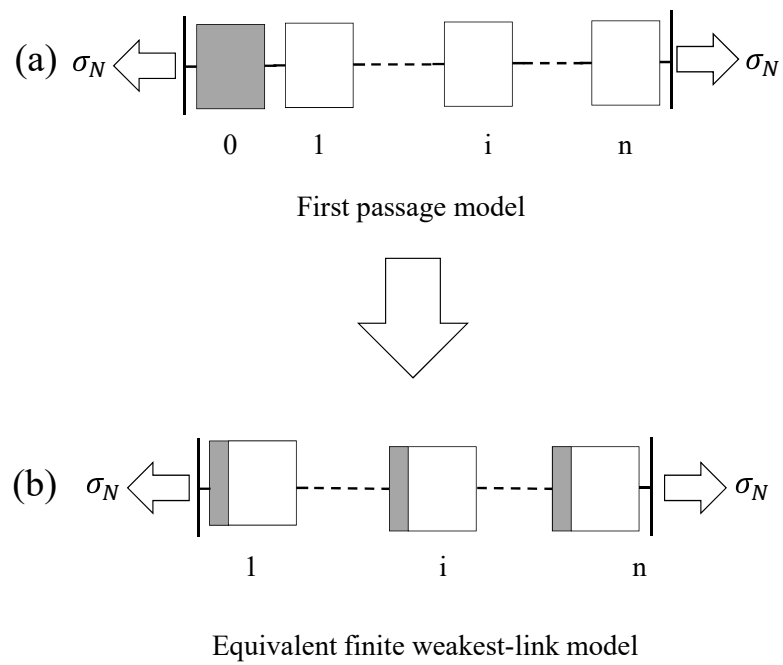 (a) σ_N σ_N
0 1 i n
First passage model
(b) σ_N σ_N
1 i n
Equivalent finite weakest-link model